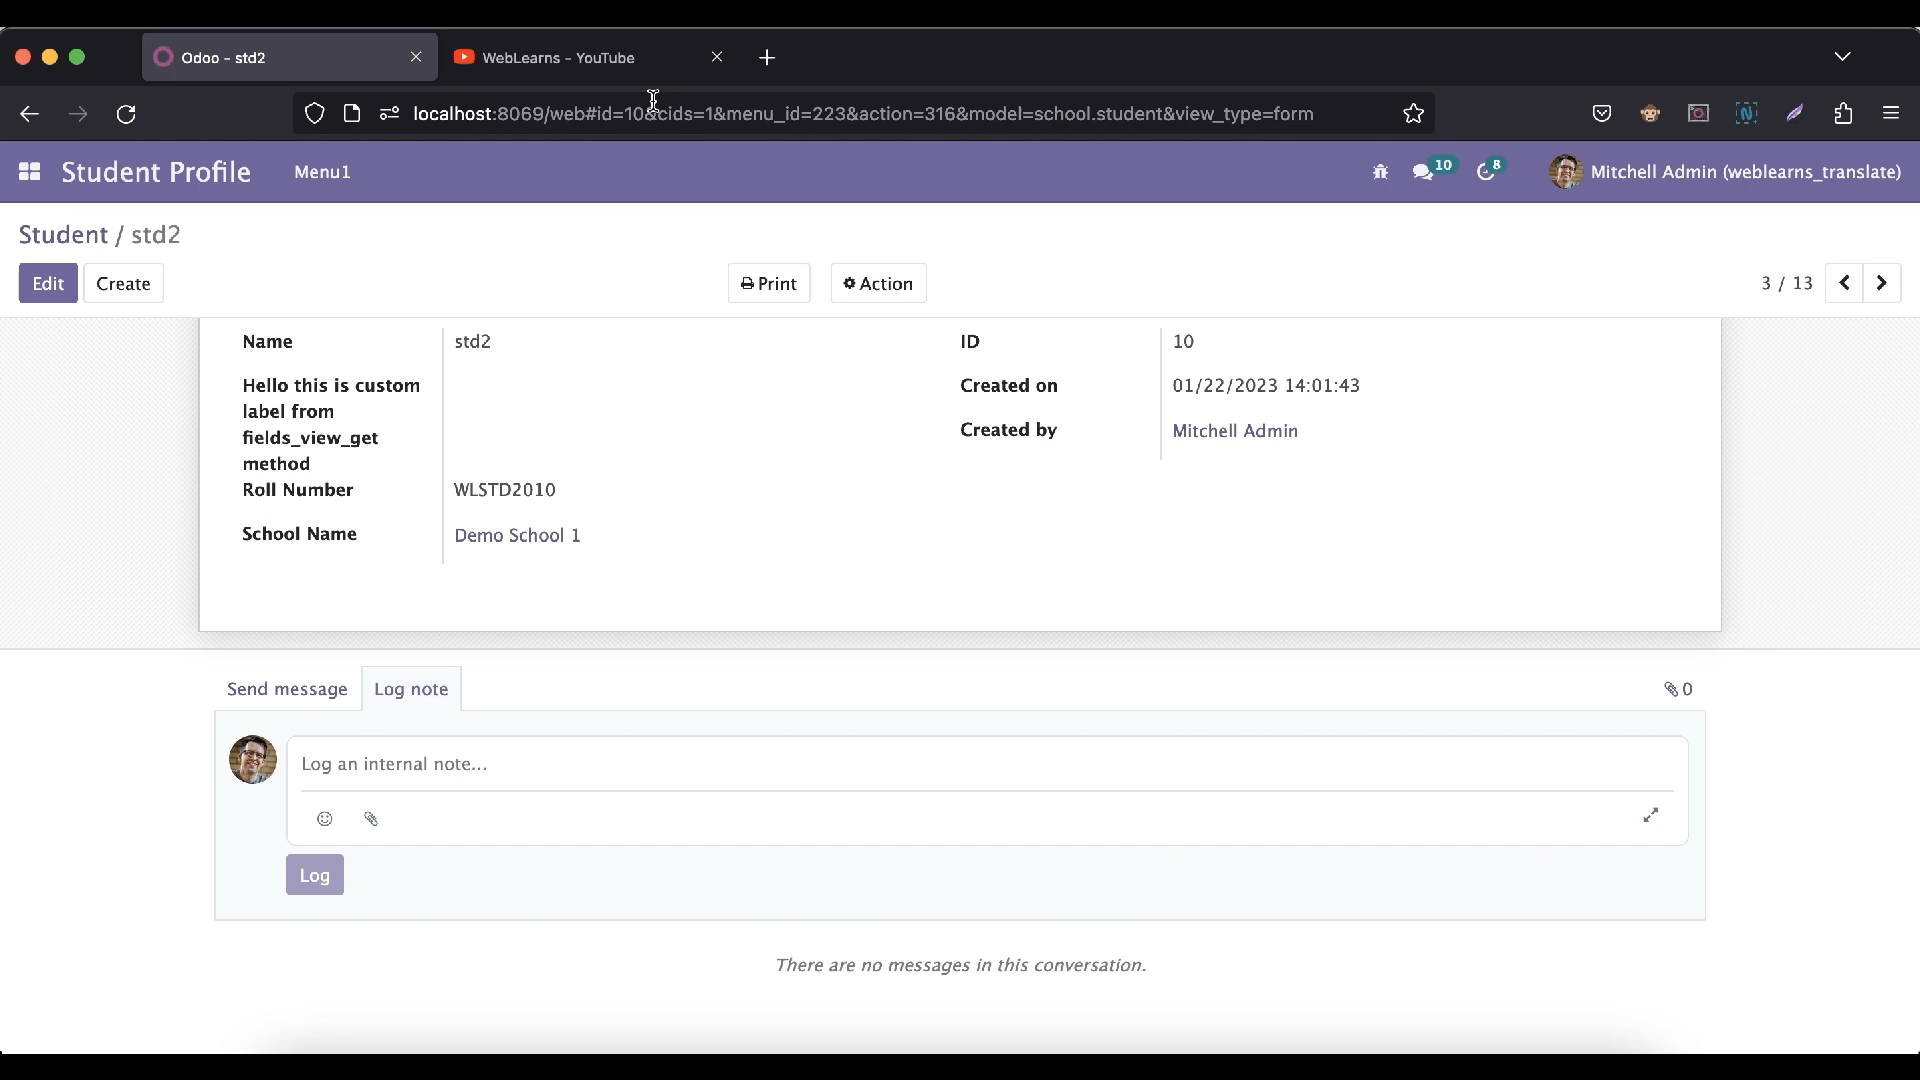 Odoo - std2
WebLearns - YouTube
localhost:8069/web#id=10&cids=1&menu_id=223&action=316&model=school.student&view_type=form
Student Profile
Menu1
10
8
Mitchell Admin (weblearns_translate)
Student / std2
Edit
Create
Print
Action
3 / 13
Name
std2
ID
10
Hello this is custom
label from
fields_view_get
method
Created on
01/22/2023 14:01:43
Created by
Mitchell Admin
Roll Number
WLSTD2010
School Name
Demo School 1
Send message
Log note
0
Log an internal note...
Log
There are no messages in this conversation.